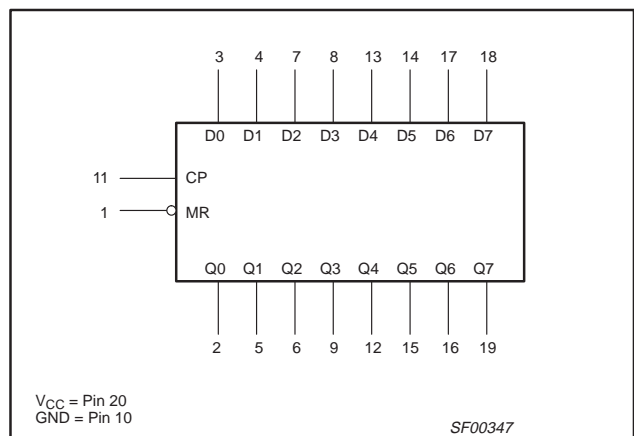 3 4 7 8 13 14 17 18
D0 D1 D2 D3 D4 D5 D6 D7
11 CP
1 MR
Q0 Q1 Q2 Q3 Q4 Q5 Q6 Q7
2 5 6 9 12 15 16 19
VCC = Pin 20
GND = Pin 10
SF00347